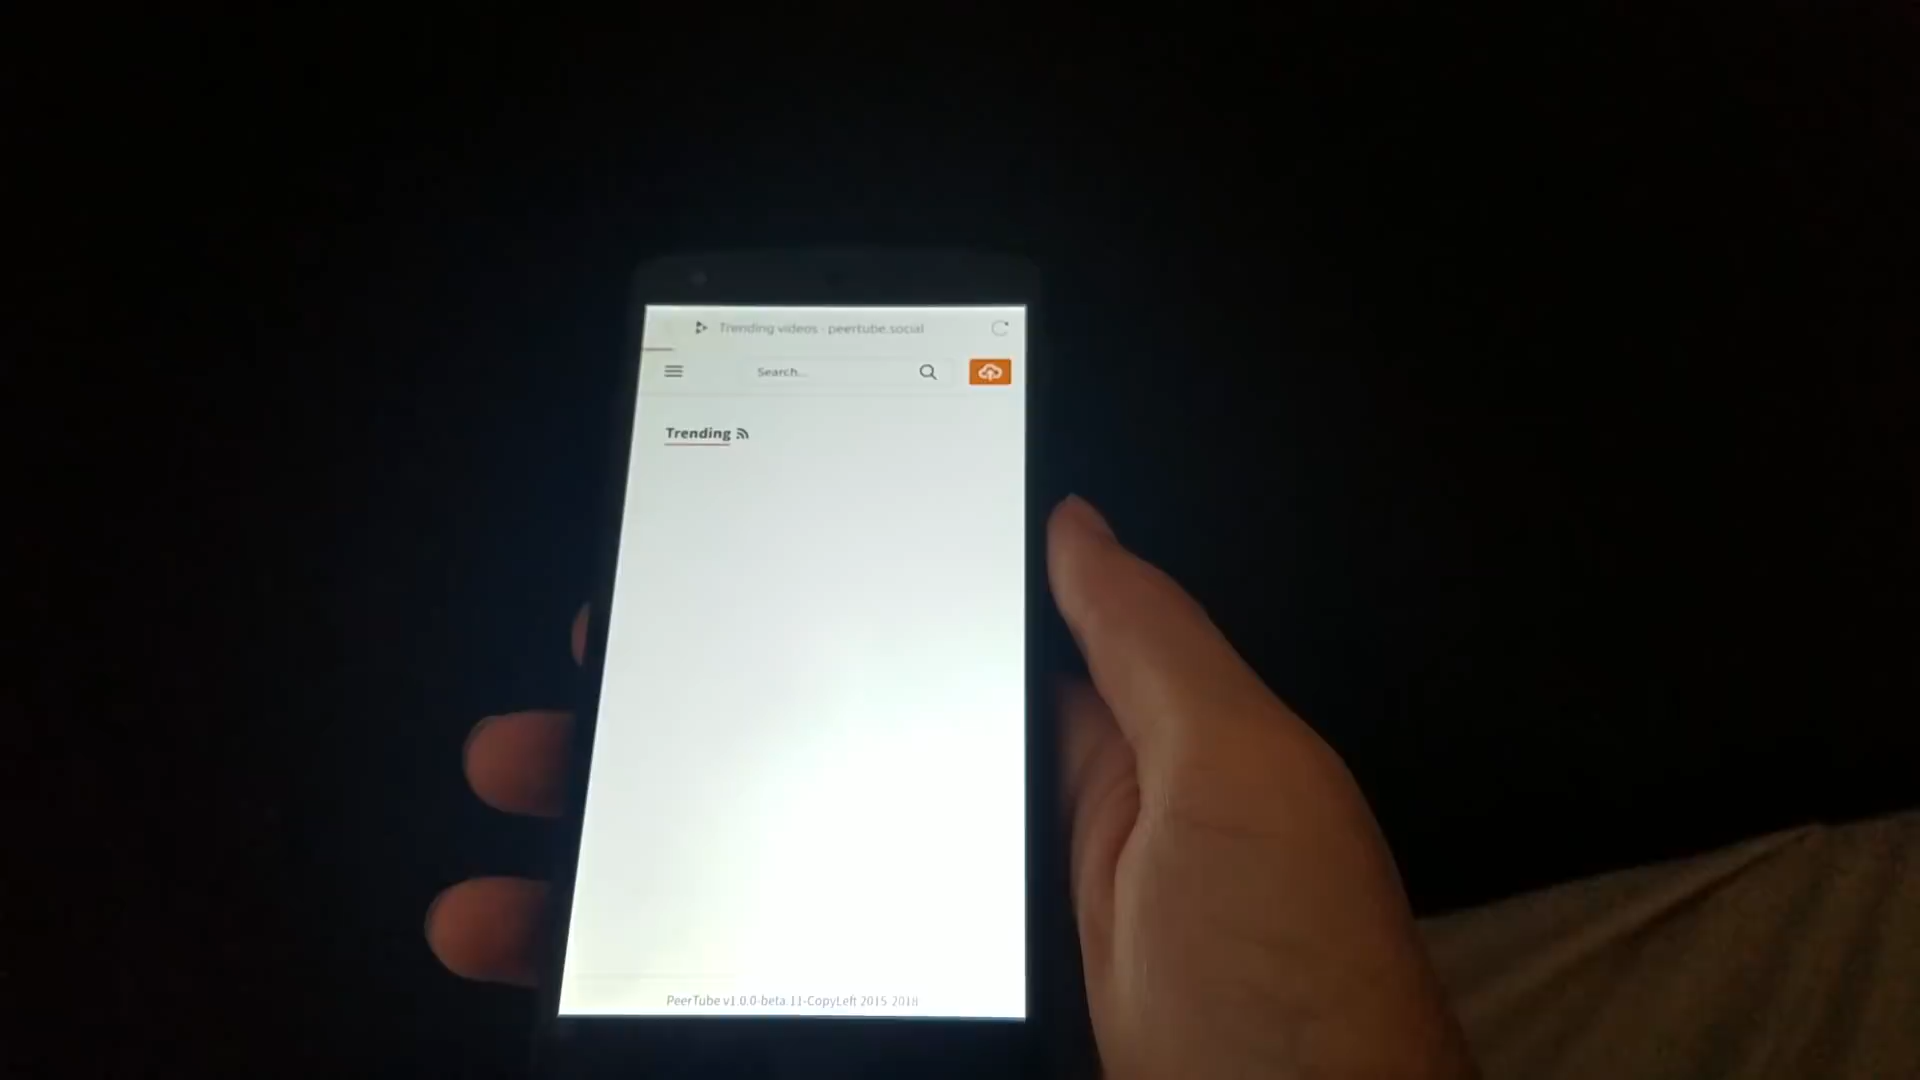 Trending videos - peertube.social
Search...
Trending
PeerTube v1.0.0-beta.11-CopyLeft 2015-2018